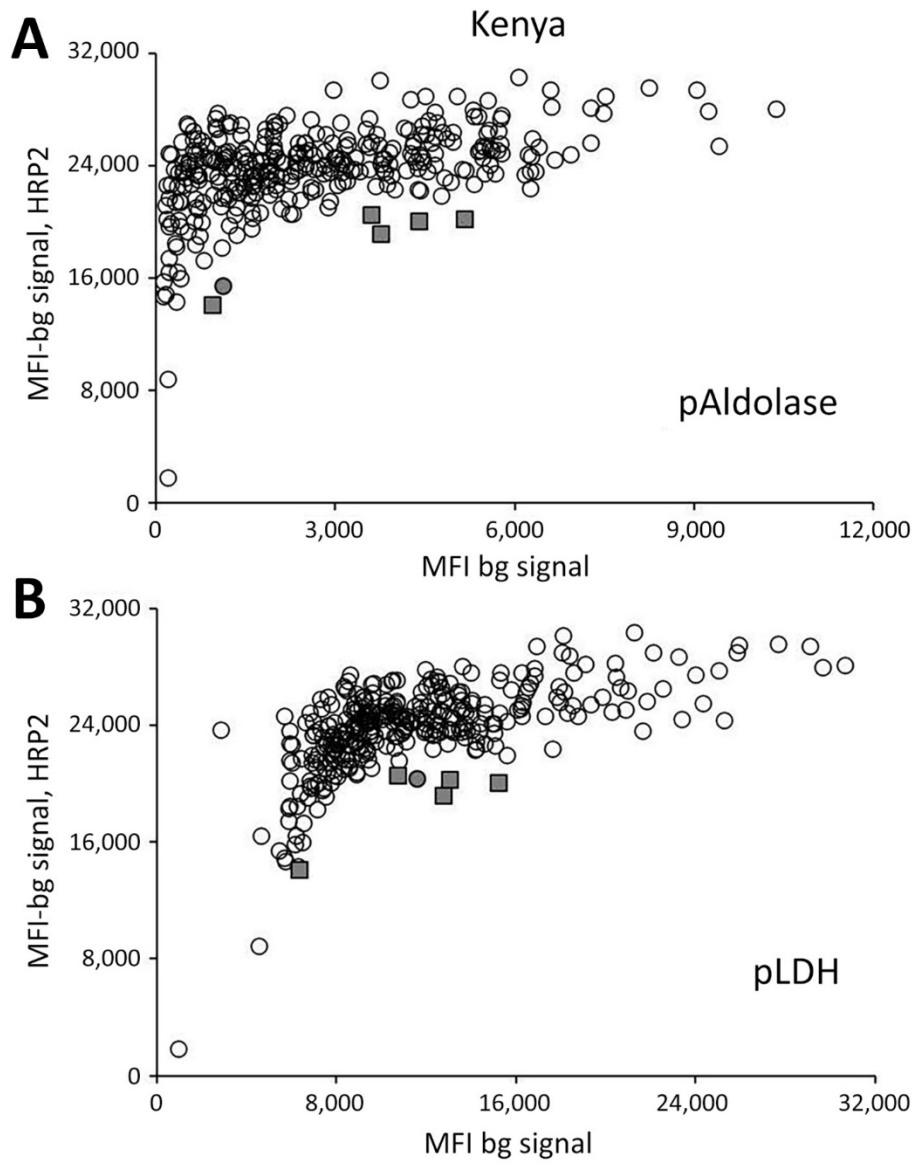 A
Kenya
32,000
24,000
16,000
8,000
0
MFI-bg signal, HRP2
pAldolase
0
3,000
6,000
9,000
12,000
MFI bg signal
B
32,000
24,000
16,000
8,000
0
MFI-bg signal, HRP2
pLDH
0
8,000
16,000
24,000
32,000
MFI bg signal